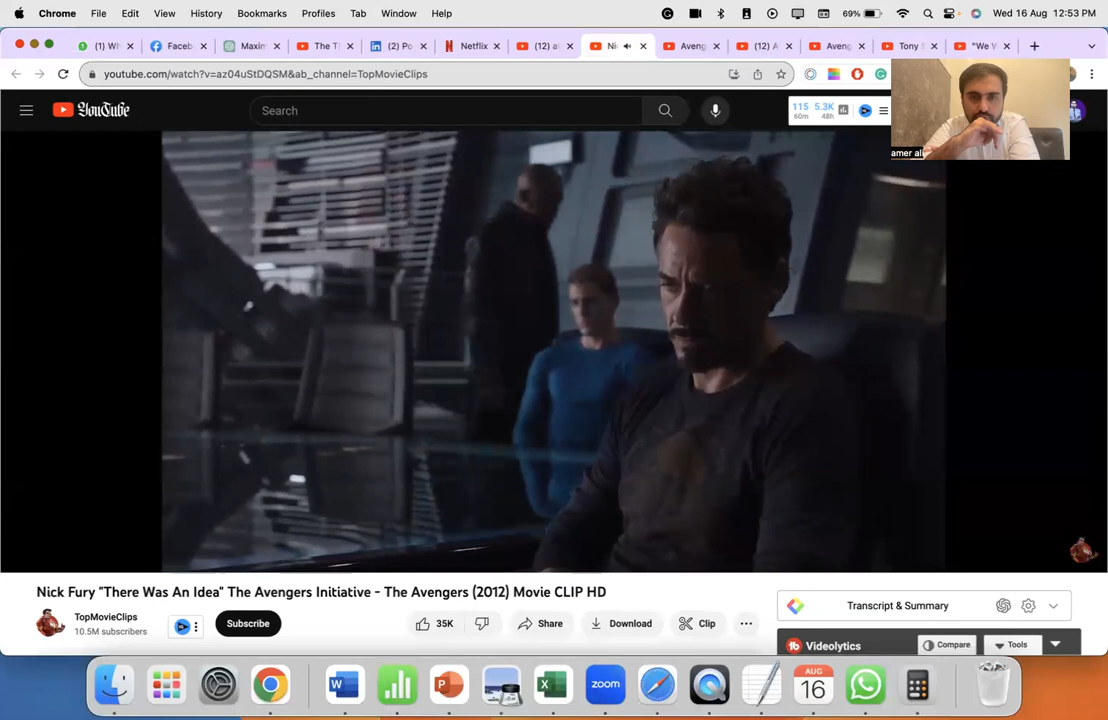 Chrome File Edit View History Bookmarks Profiles Tab Window Help 69% Wed 16 Aug 12:53 PM
(1) Wh Faceb Maxim The T (2) Po Netflix (12) a Ni Aveng (2) A Aveng Tony "We
youtube.com/watch?v=az04uStDQSM&ab_channel=TopMovieClips
YouTube
Search
115 5.3K
60m 48h
amer ali
Nick Fury "There Was An Idea" The Avengers Initiative - The Avengers (2012) Movie CLIP HD
TopMovieClips
10.5M subscribers
Subscribe
35K Share Download Clip
Transcript & Summary
Videolytics Compare Tools
W P X zoom AUG 16